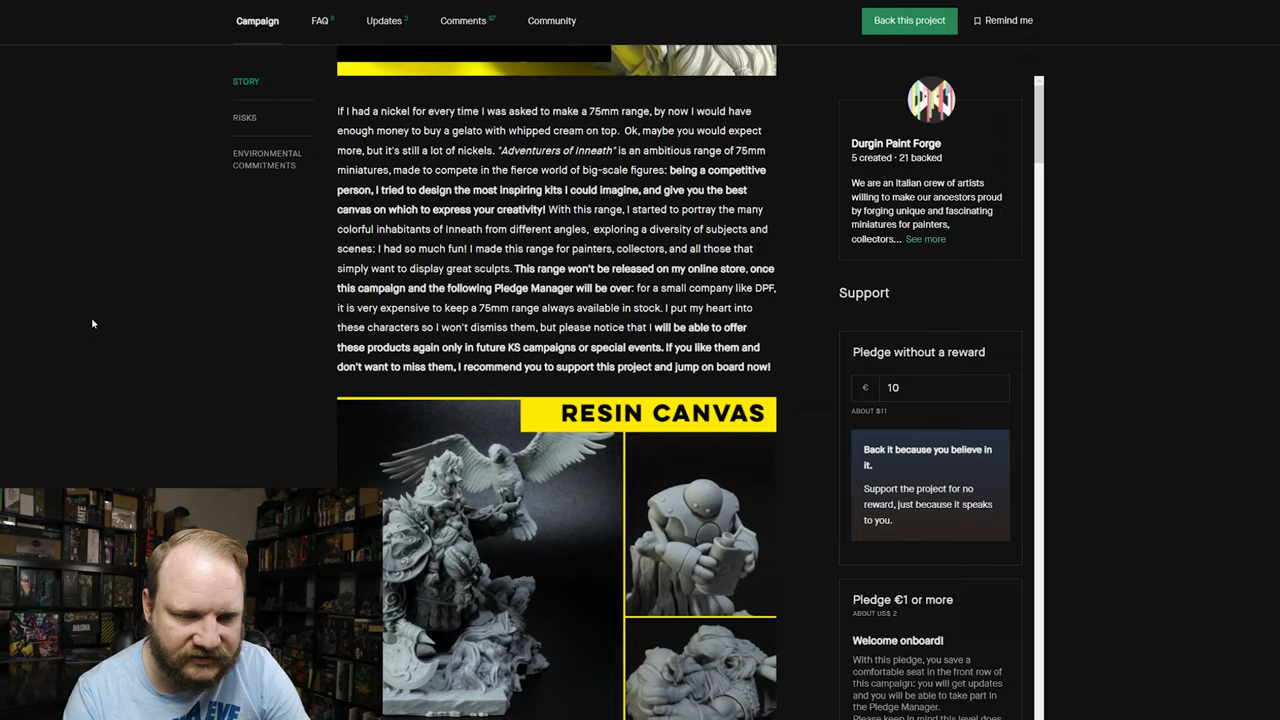 Campaign FAQ 8 Updates 3 Comments 57 Community Back this project Remind me
STORY
RISKS
ENVIRONMENTAL
COMMITMENTS
If I had a nickel for every time I was asked to make a 75mm range, by now I would have
enough money to buy a gelato with whipped cream on top. Ok, maybe you would expect
more, but it's still a lot of nickels. "Adventurers of Inneath" is an ambitious range of 75mm
miniatures, made to compete in the fierce world of big-scale figures: being a competitive
person, I tried to design the most inspiring kits I could imagine, and give you the best
canvas on which to express your creativity! With this range, I started to portray the many
colorful inhabitants of Inneath from different angles, exploring a diversity of subjects and
scenes: I had so much fun! I made this range for painters, collectors, and all those that
simply want to display great sculpts. This range won't be released on my online store, once
this campaign and the following Pledge Manager will be over: for a small company like DPF,
it is very expensive to keep a 75mm range always available in stock. I put my heart into
these characters so I won't dismiss them, but please notice that I will be able to offer
these products again only in future KS campaigns or special events. If you like them and
don't want to miss them, I recommend you to support this project and jump on board now!
RESIN CANVAS
Durgin Paint Forge
5 created · 21 backed
We are an Italian crew of artists
willing to make our ancestors proud
by forging unique and fascinating
miniatures for painters,
collectors... See more
Support
Pledge without a reward
€ 10
ABOUT $11
Back it because you believe in
it.
Support the project for no
reward, just because it speaks
to you.
Pledge €1 or more
ABOUT US$ 2
Welcome onboard!
With this pledge, you save a
comfortable seat in the front row of
this campaign: you will get updates
and you will be able to take part in
the Pledge Manager.
Please keep in mind this level does